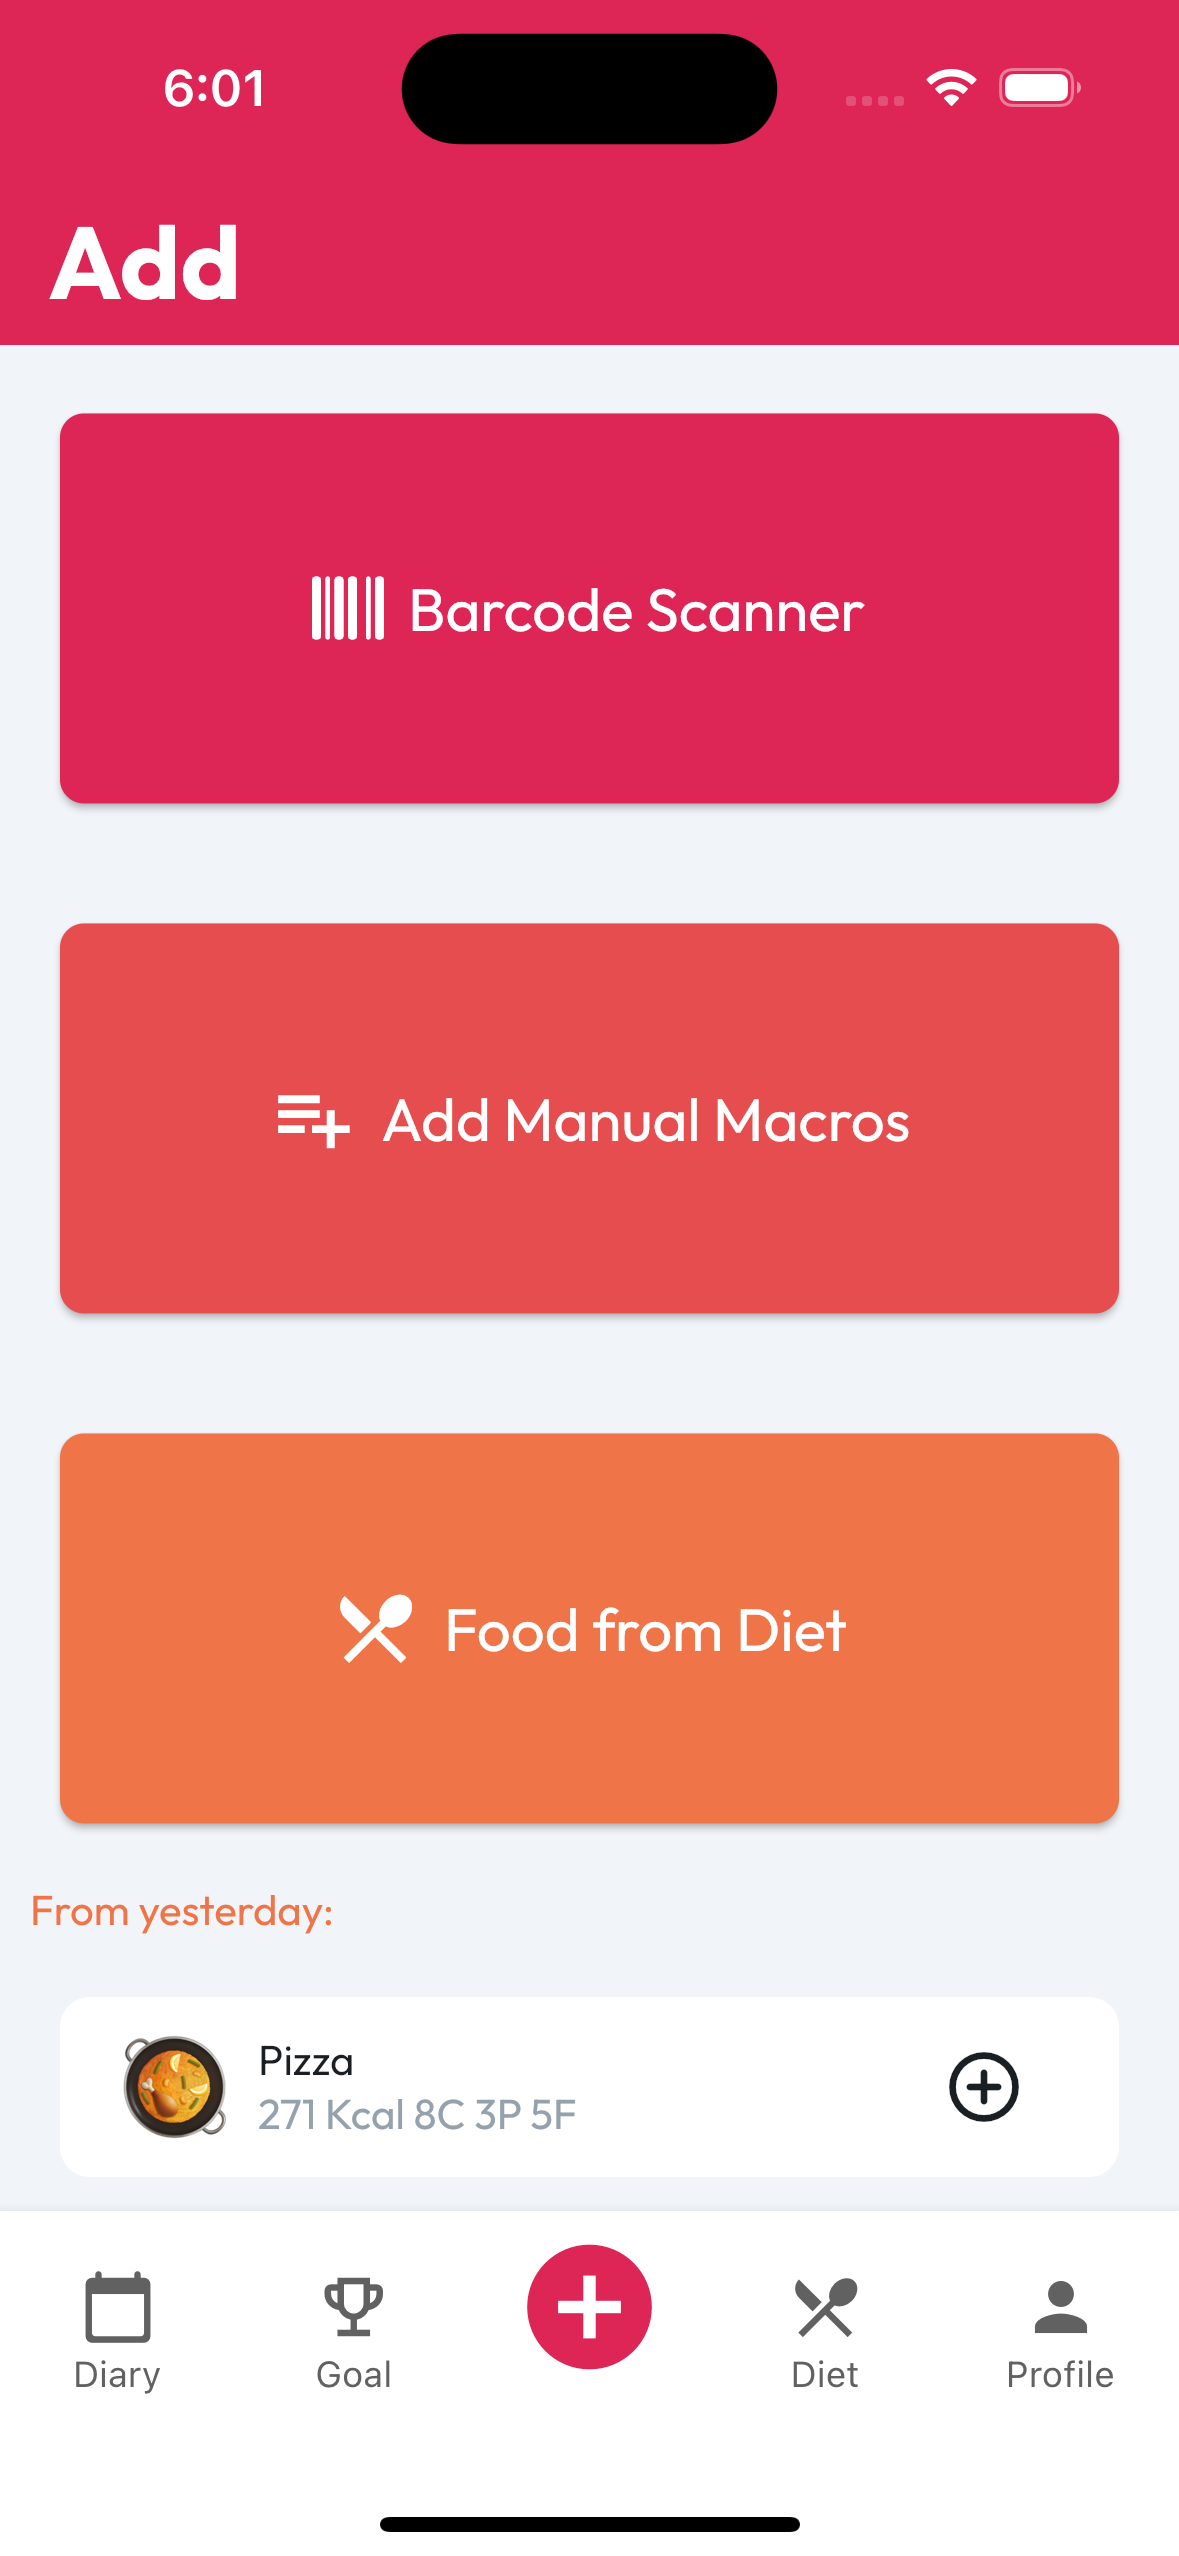 6:01
Add
Barcode Scanner
Add Manual Macros
Food from Diet
From yesterday:
Pizza
271 Kcal 8C 3P 5F
Diary
Goal
Diet
Profile